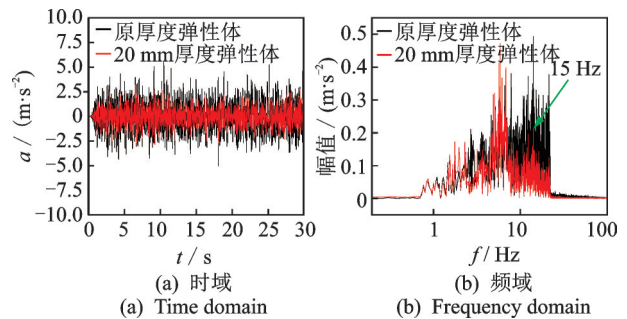 10.0
7.5
5.0
2.5
0
−2.5
−5.0
−7.5
−10.0
a / (m·s⁻²)
原厚度弹性体
20 mm厚度弹性体
0 5 10 15 20 25 30
t / s
(a) 时域
(a) Time domain
0.5
0.4
0.3
0.2
0.1
0
幅值 / (m·s⁻²)
原厚度弹性体
20 mm厚度弹性体
15 Hz
1 10 100
f / Hz
(b) 频域
(b) Frequency domain